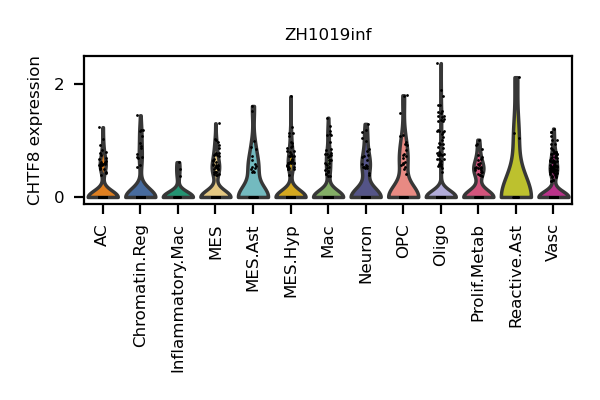 ZH1019inf
CHTF8 expression
2
0
AC
Chromatin.Reg
Inflammatory.Mac
MES
MES.Ast
MES.Hyp
Mac
Neuron
OPC
Oligo
Prolif.Metab
Reactive.Ast
Vasc